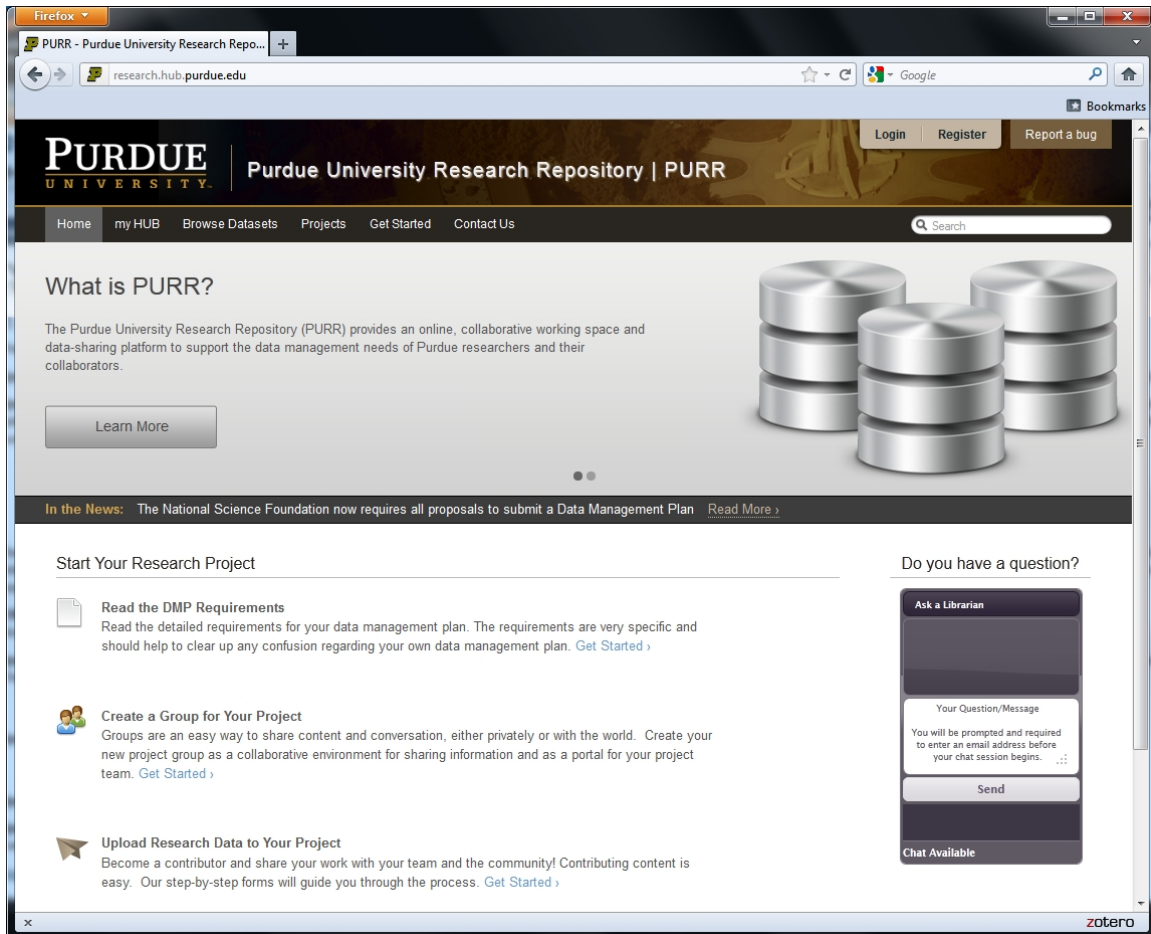 Firefox
PURR - Purdue University Research Repo...
research.hub.purdue.edu
Google
Bookmarks
PURDUE
UNIVERSITY
Purdue University Research Repository | PURR
Login
Register
Report a bug
Home
myHUB
Browse Datasets
Projects
Get Started
Contact Us
Search
What is PURR?
The Purdue University Research Repository (PURR) provides an online, collaborative working space and
data-sharing platform to support the data management needs of Purdue researchers and their
collaborators.
Learn More
In the News: The National Science Foundation now requires all proposals to submit a Data Management Plan Read More ›
Start Your Research Project
Read the DMP Requirements
Read the detailed requirements for your data management plan. The requirements are very specific and
should help to clear up any confusion regarding your own data management plan. Get Started ›
Create a Group for Your Project
Groups are an easy way to share content and conversation, either privately or with the world. Create your
new project group as a collaborative environment for sharing information and as a portal for your project
team. Get Started ›
Upload Research Data to Your Project
Become a contributor and share your work with your team and the community! Contributing content is
easy. Our step-by-step forms will guide you through the process. Get Started ›
Do you have a question?
Ask a Librarian
Your Question/Message
You will be prompted and required
to enter an email address before
your chat session begins.
Send
Chat Available
x
zotero